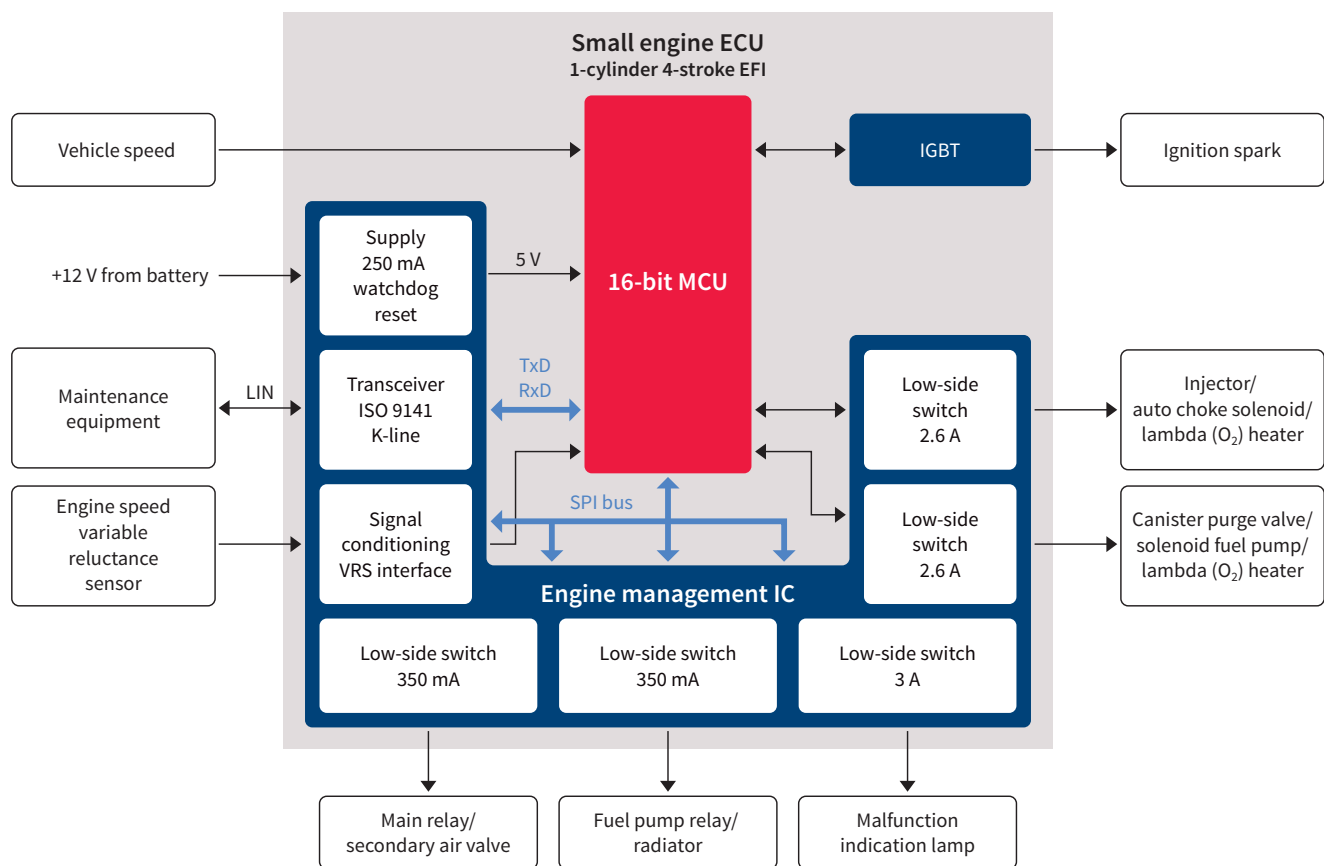 Small engine ECU
1-cylinder 4-stroke EFI
Vehicle speed
IGBT
Ignition spark
+12 V from battery
Supply
250 mA
watchdog
reset
5 V
16-bit MCU
Maintenance
equipment
LIN
Transceiver
ISO 9141
K-line
TxD
RxD
Low-side
switch
2.6 A
Injector/
auto choke solenoid/
lambda (O₂) heater
Engine speed
variable
reluctance
sensor
Signal
conditioning
VRS interface
SPI bus
Low-side
switch
2.6 A
Canister purge valve/
solenoid fuel pump/
lambda (O₂) heater
Engine management IC
Low-side switch
350 mA
Low-side switch
350 mA
Low-side switch
3 A
Main relay/
secondary air valve
Fuel pump relay/
radiator
Malfunction
indication lamp